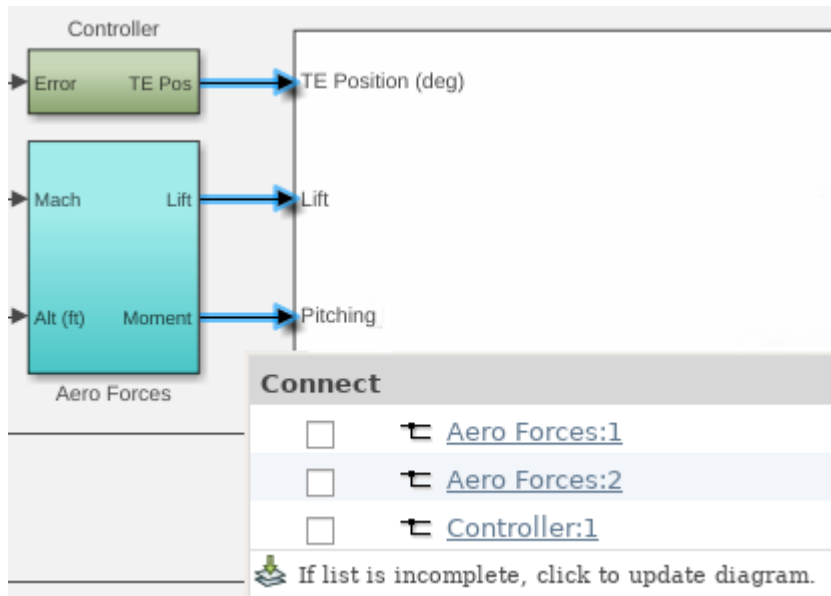 Controller
Error TE Pos TE Position (deg)
Mach Lift Lift
Alt (ft) Moment Pitching
Aero Forces
Connect
Aero Forces:1
Aero Forces:2
Controller:1
If list is incomplete, click to update diagram.